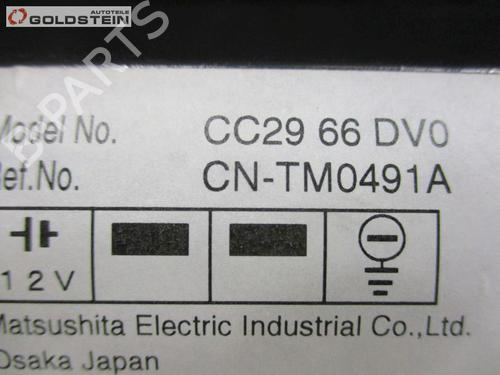 AUTOTEILE
GOLDSTEIN
B-PARTS
Model No. CC29 66 DV0
Ref.No. CN-TM0491A
12V
Matsushita Electric Industrial Co.,Ltd.
Osaka Japan